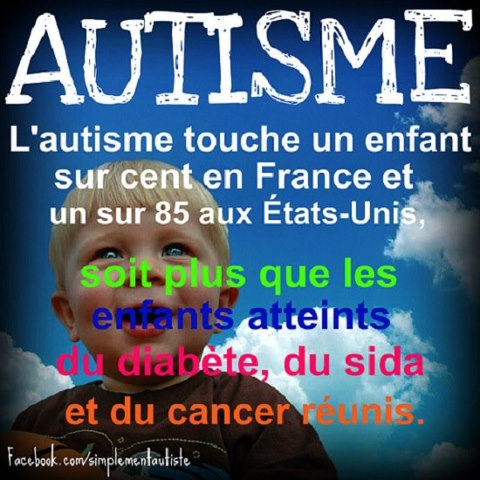 AUTISME
L'autisme touche un enfant
sur cent en France et
un sur 85 aux États-Unis,
soit plus que les
enfants atteints
du diabète, du sida
et du cancer réunis.
Facebook.com/simplementautiste